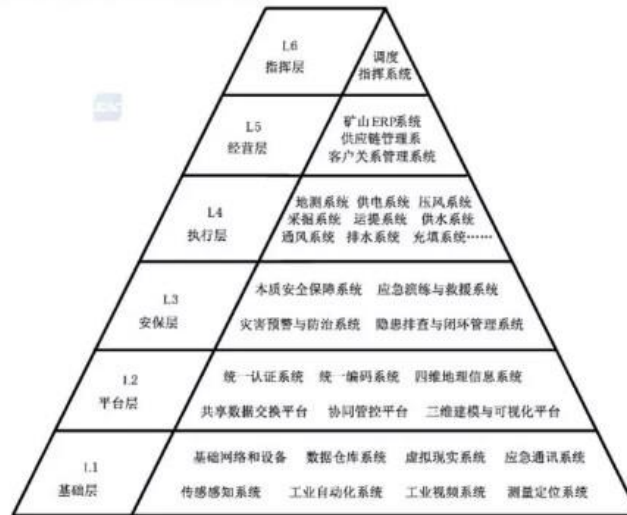 L6
指挥层
调度
指挥系统
L5
经营层
矿山ERP系统
供应链管理系
客户关系管理系统
L4
执行层
地测系统 供电系统 压风系统
采掘系统 运提系统 供水系统
通风系统 排水系统 充填系统……
L3
安保层
本质安全保障系统 应急演练与救援系统
灾害预警与防治系统 隐患排查与闭环管理系统
L2
平台层
统一认证系统 统一编码系统 四维地理信息系统
共享数据交换平台 协同管控平台 三维建模与可视化平台
L1
基础层
基础网络和设备 数据仓库系统 虚拟现实系统 应急通讯系统
传感感知系统 工业自动化系统 工业视频系统 测量定位系统